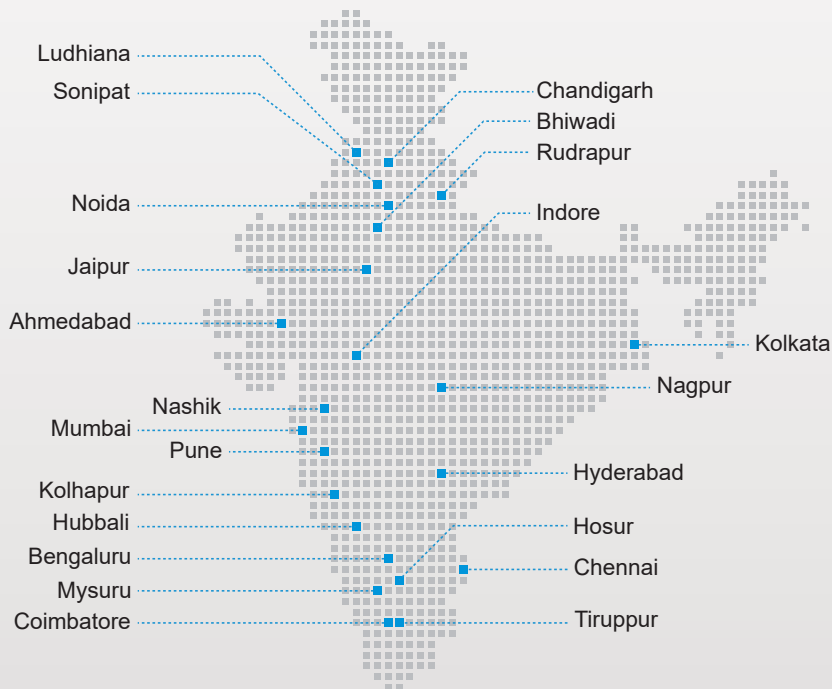 Ludhiana
Sonipat
Noida
Jaipur
Ahmedabad
Nashik
Mumbai
Pune
Kolhapur
Hubbali
Bengaluru
Mysuru
Coimbatore
Chandigarh
Bhiwadi
Rudrapur
Indore
Kolkata
Nagpur
Hyderabad
Hosur
Chennai
Tiruppur